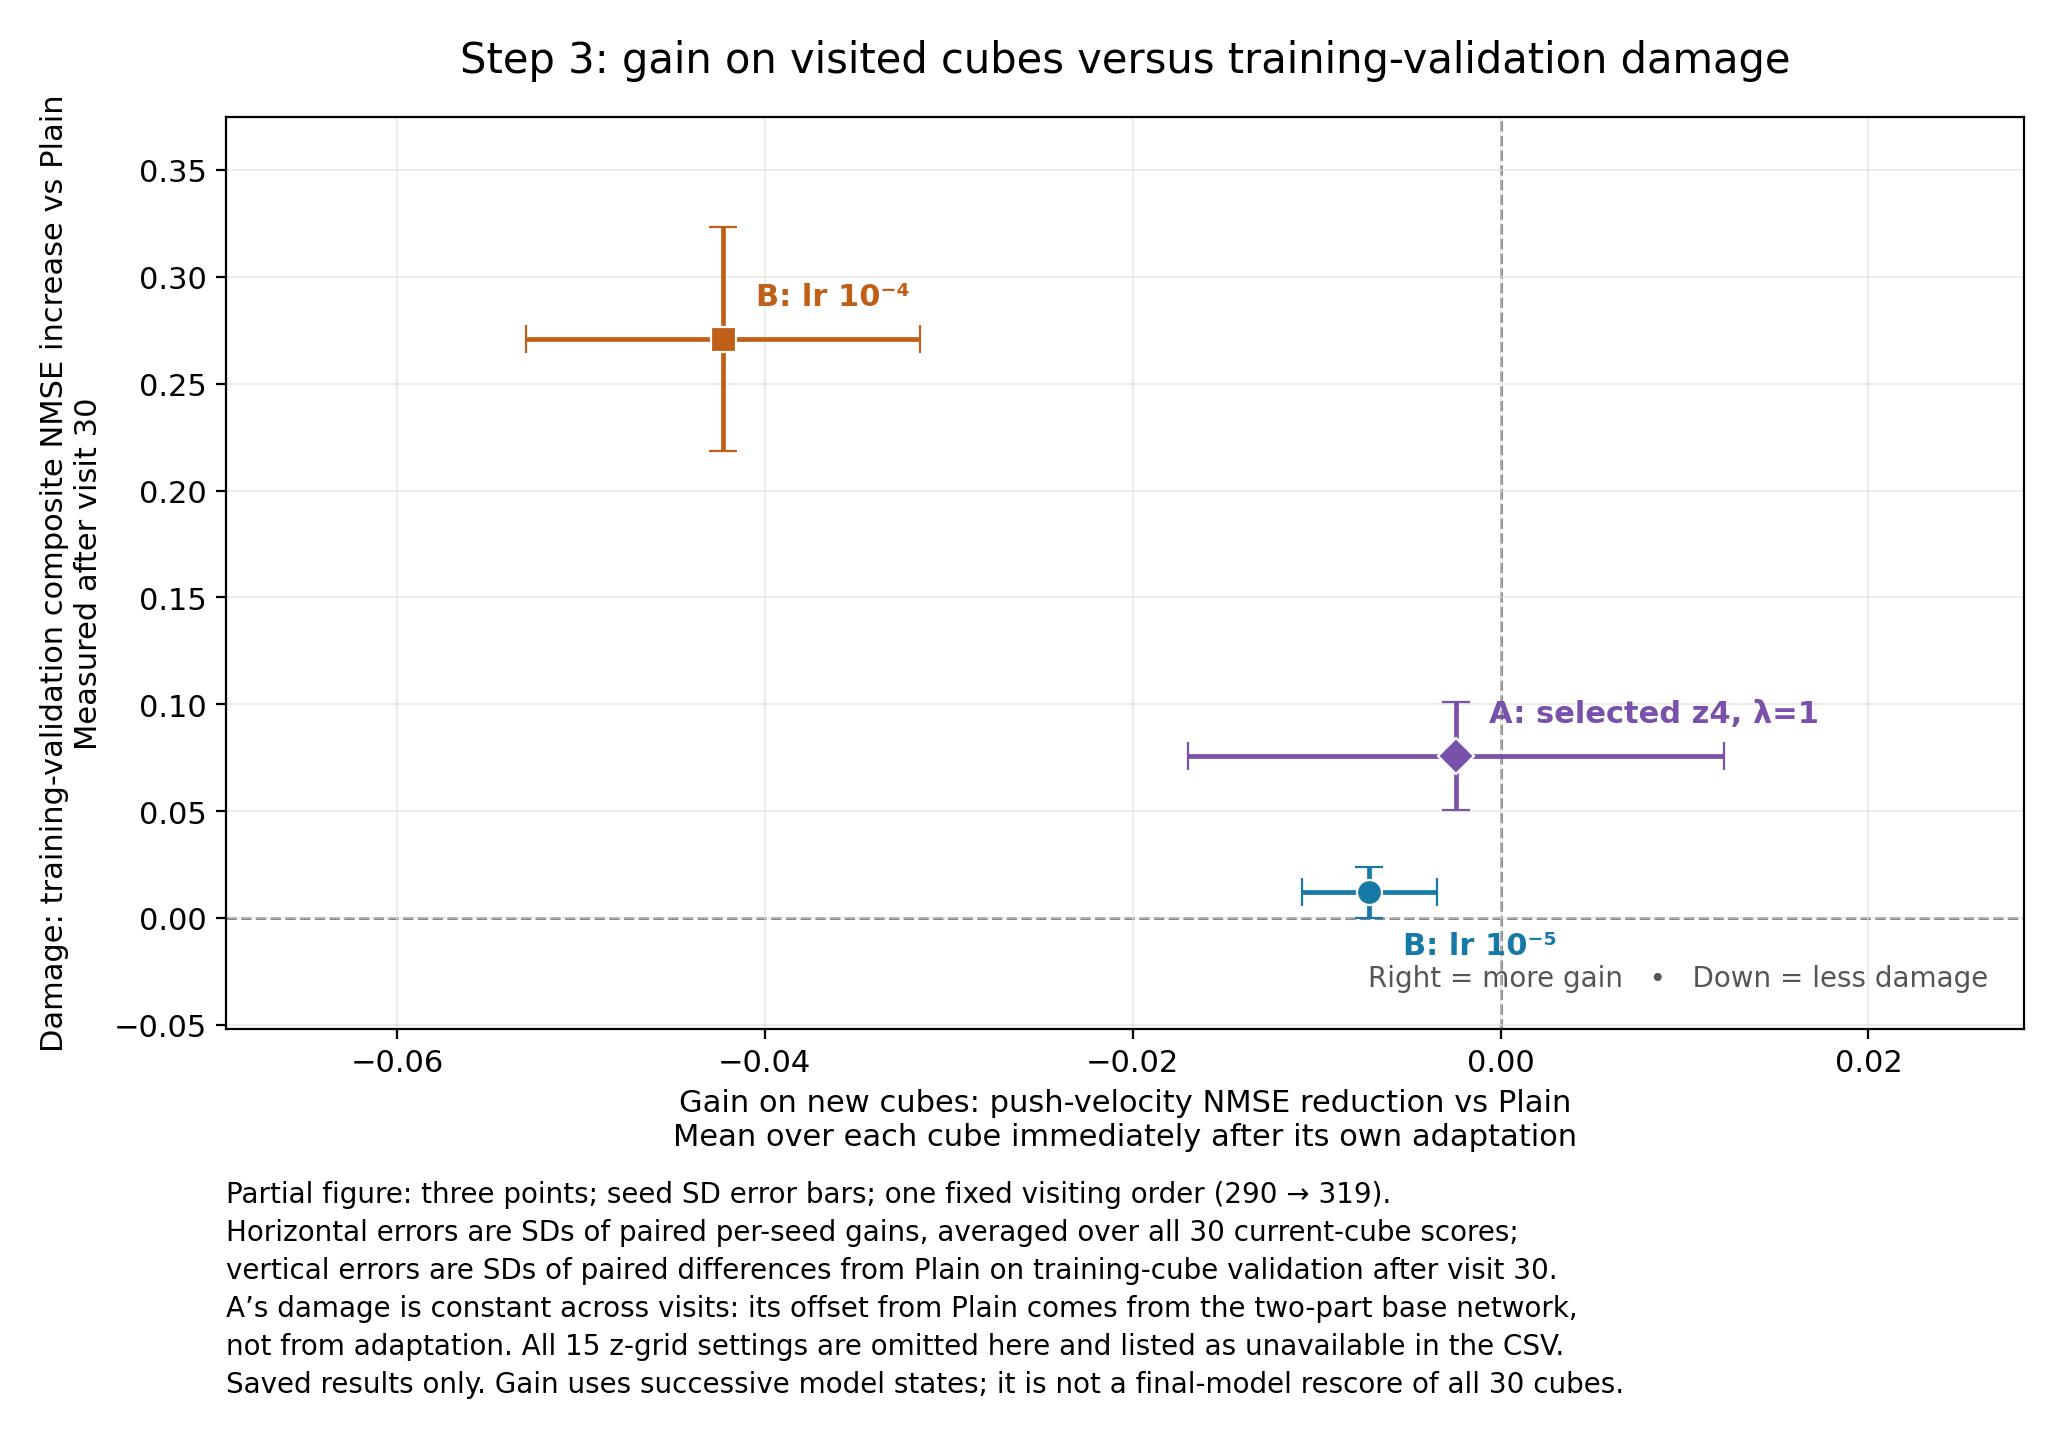 Step 3: gain on visited cubes versus training-validation damage
Damage: training-validation composite NMSE increase vs Plain
Measured after visit 30
0.35
0.30
0.25
0.20
0.15
0.10
0.05
0.00
−0.05
B: lr 10⁻⁴
A: selected z4, λ=1
B: lr 10⁻⁵
Right = more gain • Down = less damage
−0.06
−0.04
−0.02
0.00
0.02
Gain on new cubes: push-velocity NMSE reduction vs Plain
Mean over each cube immediately after its own adaptation
Partial figure: three points; seed SD error bars; one fixed visiting order (290 → 319).
Horizontal errors are SDs of paired per-seed gains, averaged over all 30 current-cube scores;
vertical errors are SDs of paired differences from Plain on training-cube validation after visit 30.
A’s damage is constant across visits: its offset from Plain comes from the two-part base network,
not from adaptation. All 15 z-grid settings are omitted here and listed as unavailable in the CSV.
Saved results only. Gain uses successive model states; it is not a final-model rescore of all 30 cubes.